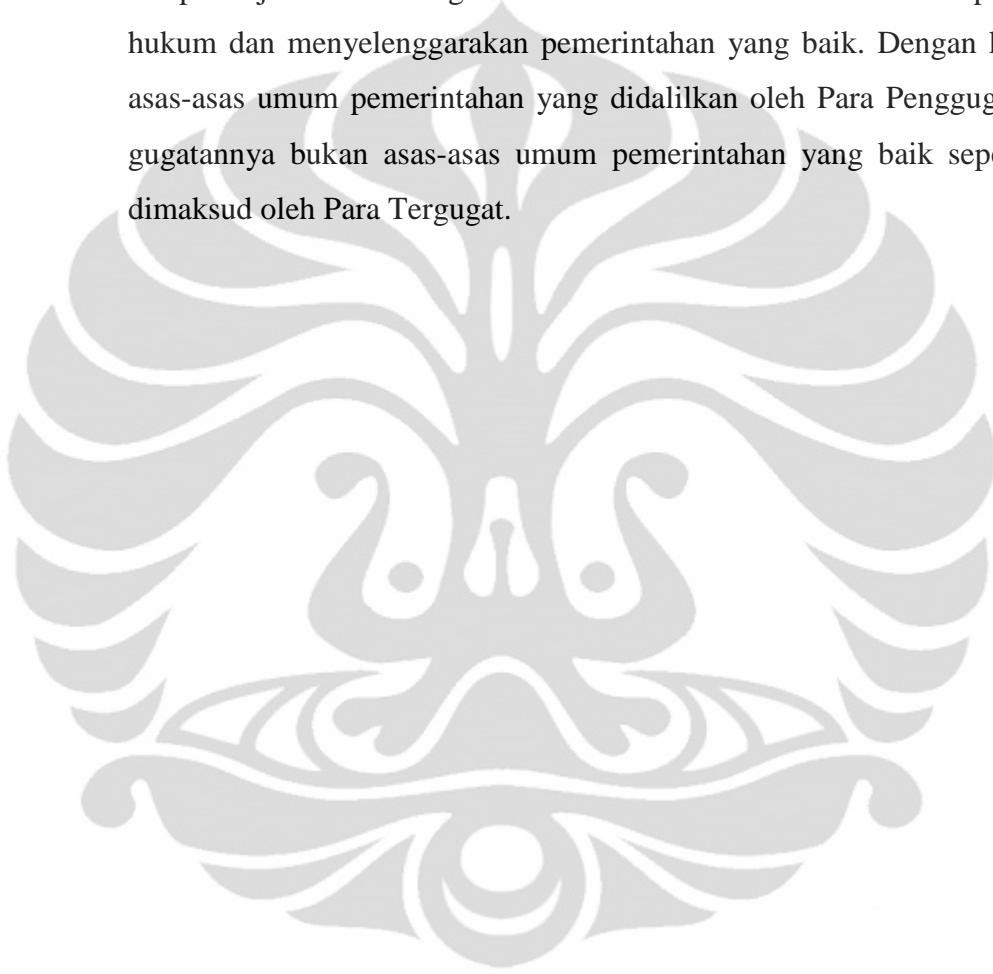 hukum dan menyelenggarakan pemerintahan yang baik. Dengan
asas-asas umum pemerintahan yang didalilkan oleh Para
gugatannya bukan asas-asas umum pemerintahan yang baik
dimaksud oleh Para Tergugat.